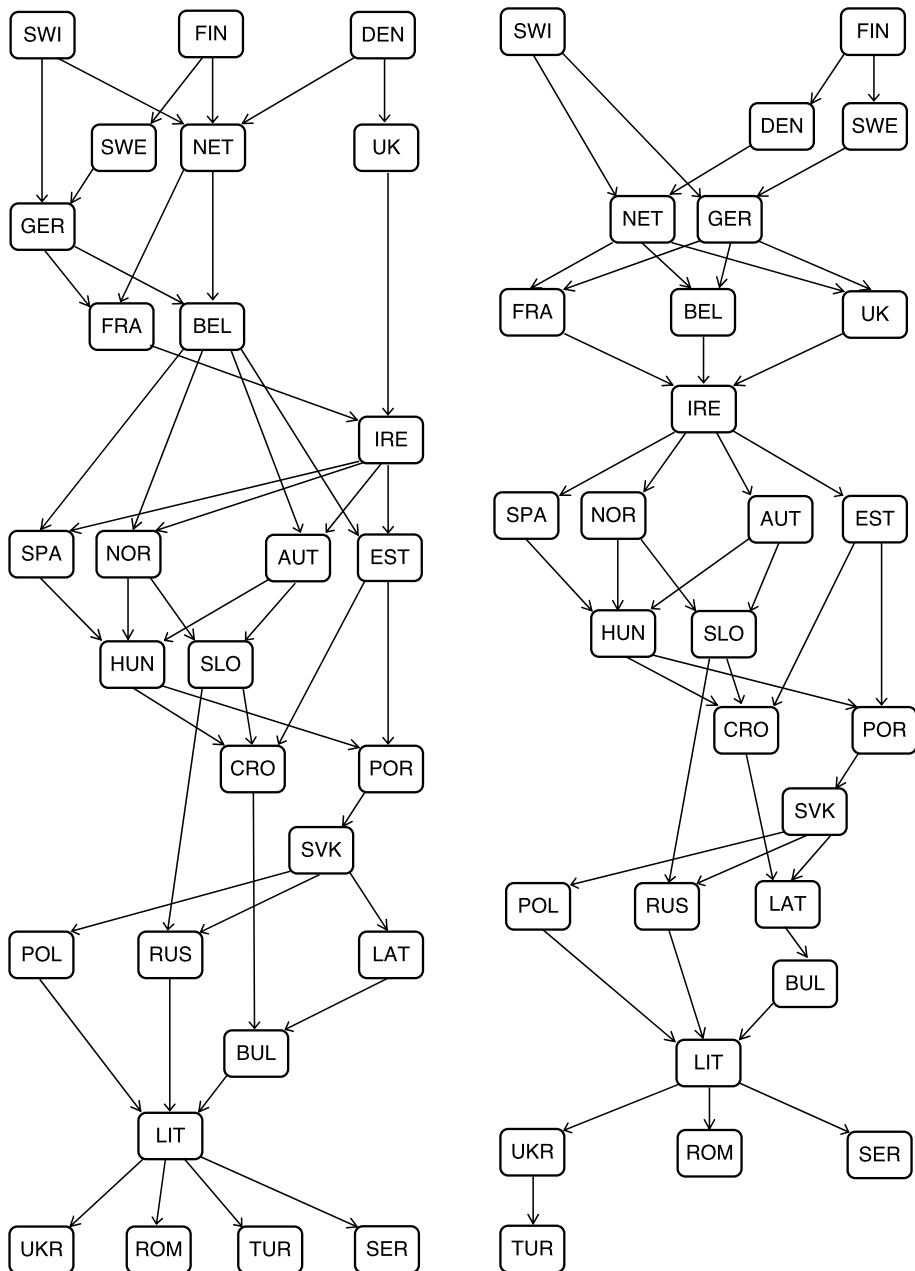 SWI FIN DEN
SWE NET UK
GER
FRA BEL
IRE
SPA NOR AUT EST
HUN SLO
CRO POR
SVK
POL RUS LAT
BUL
LIT
UKR ROM TUR SER
SWI FIN
DEN SWE
NET GER
FRA BEL UK
IRE
SPA NOR AUT EST
HUN SLO
CRO POR
SVK
POL RUS LAT
BUL
LIT
UKR ROM SER
TUR